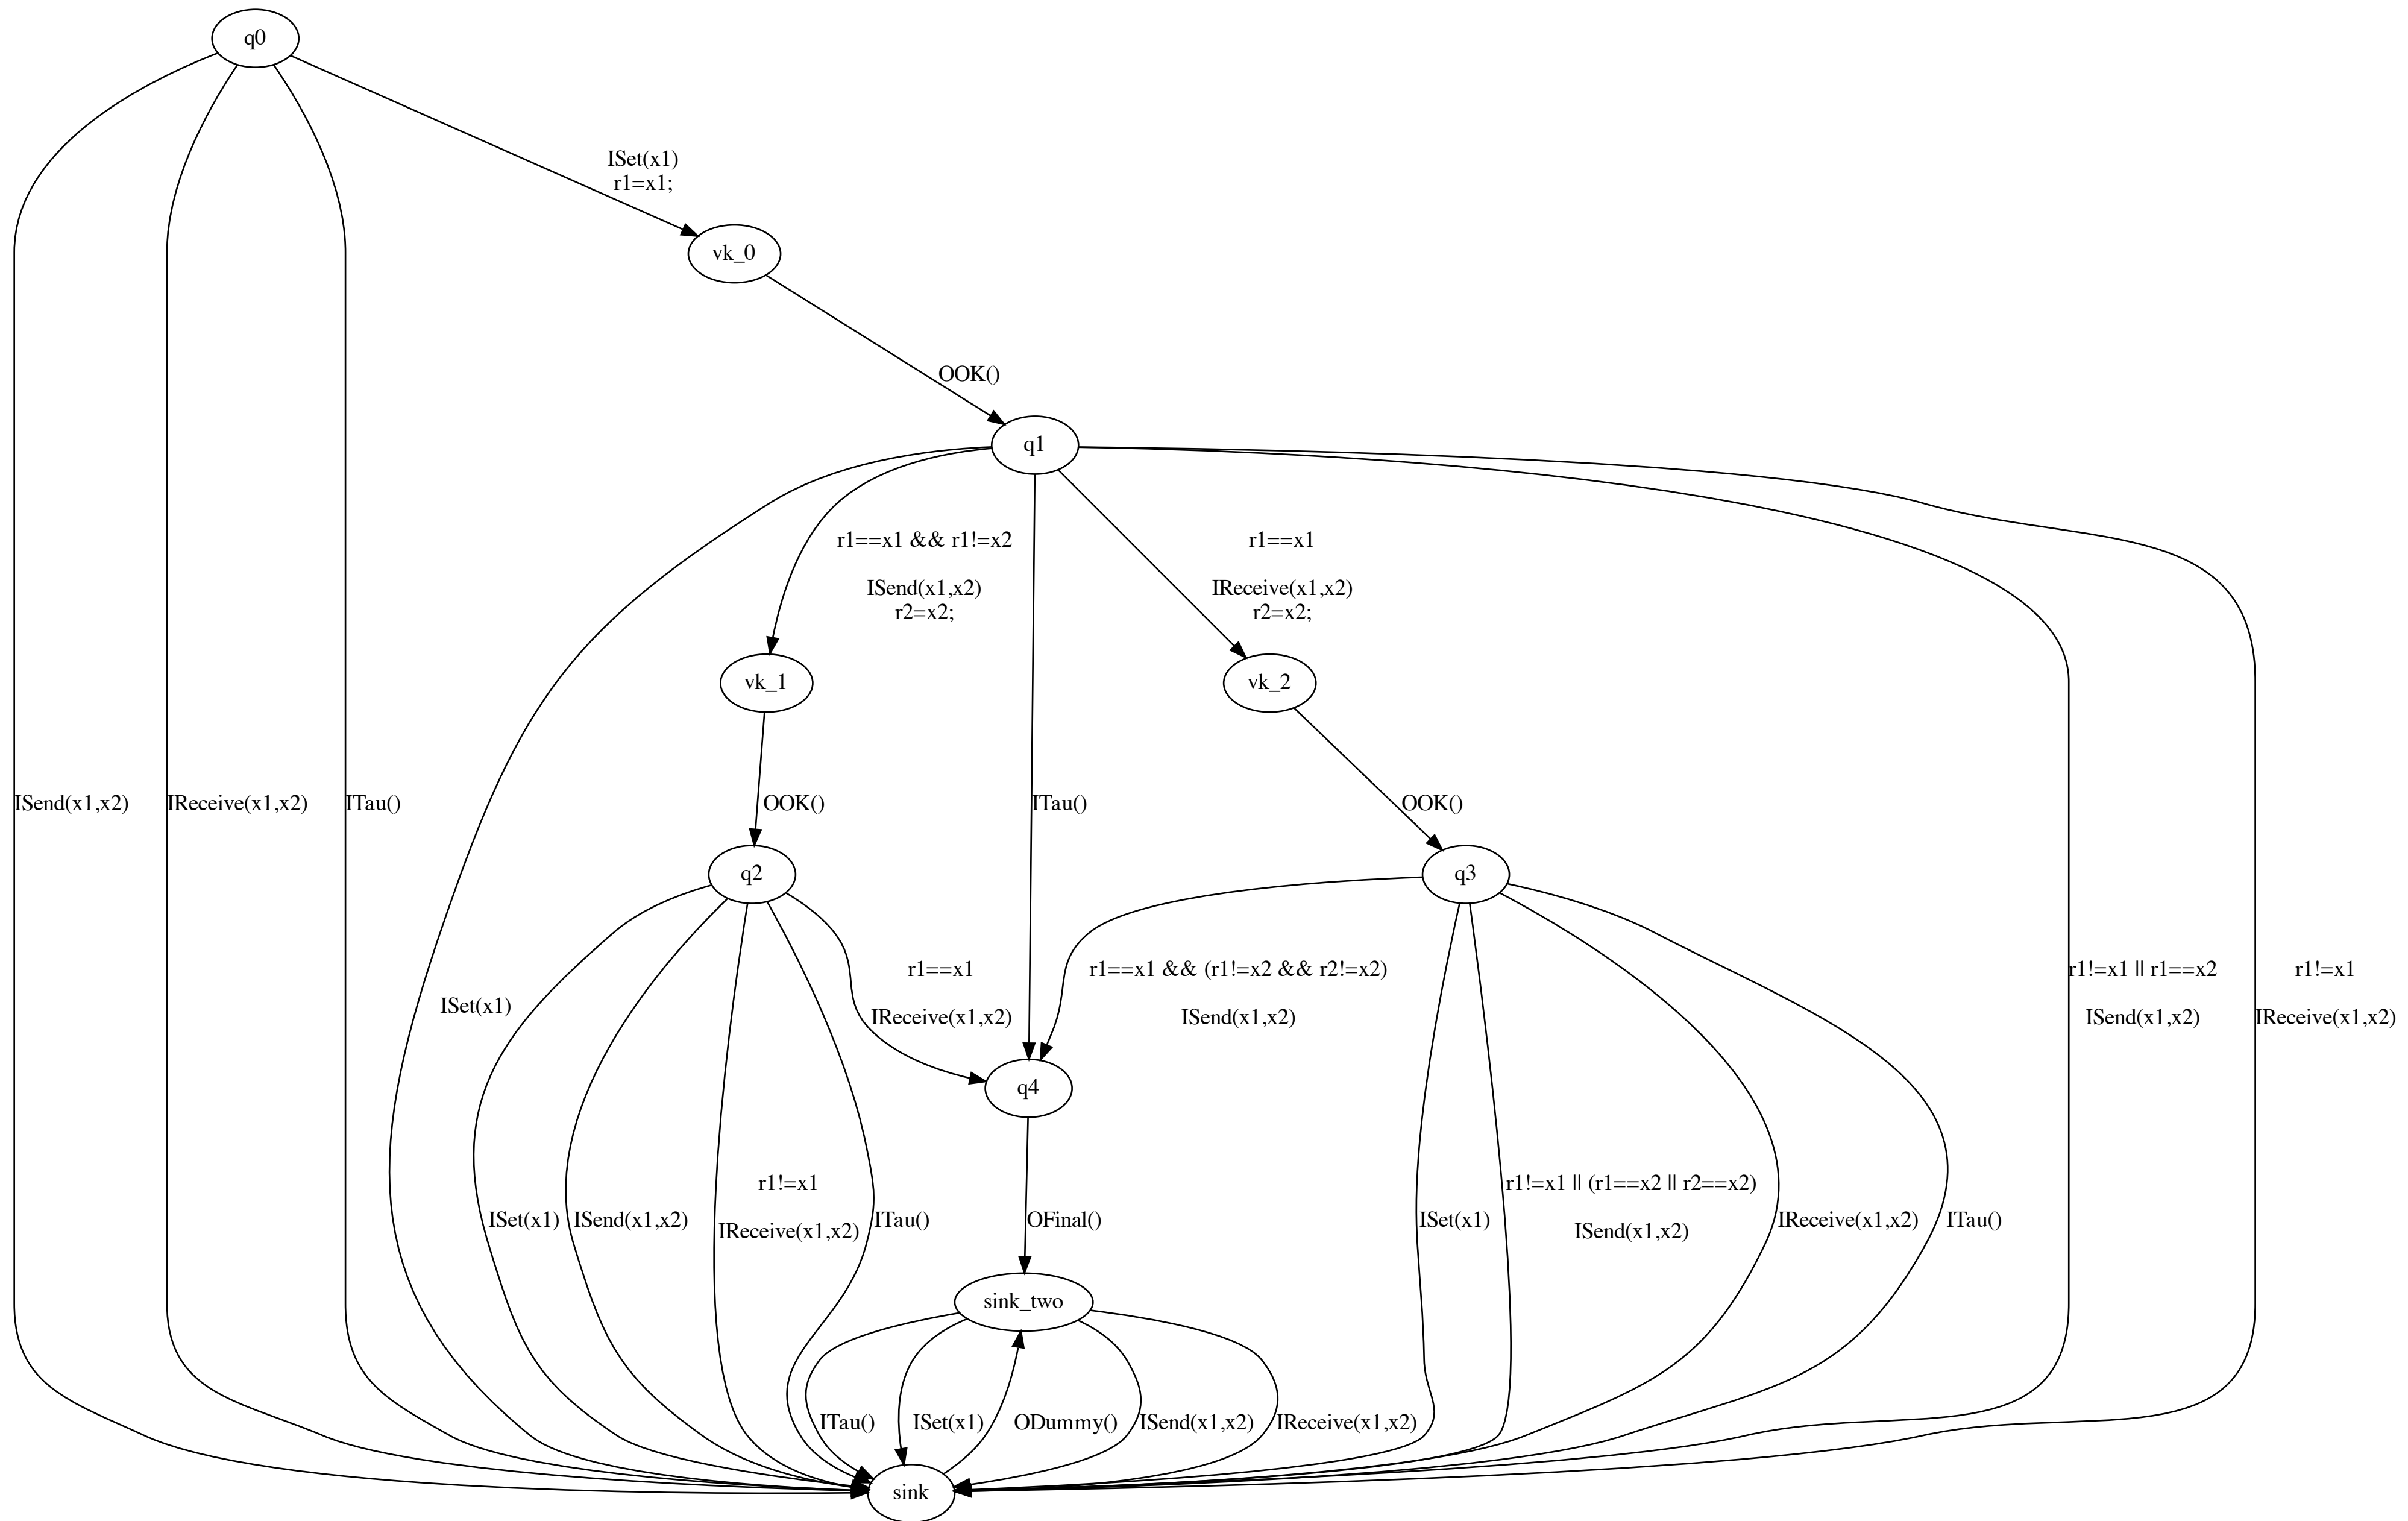 q0
ISet(x1)
r1=x1;
vk_0
OOK()
q1
r1==x1 && r1!=x2
ISend(x1,x2)
r2=x2;
r1==x1
IReceive(x1,x2)
r2=x2;
vk_1
vk_2
ISend(x1,x2)
IReceive(x1,x2)
ITau()
OOK()
ITau()
OOK()
q2
q3
r1==x1
IReceive(x1,x2)
r1==x1 && (r1!=x2 && r2!=x2)
ISend(x1,x2)
r1!=x1 || r1==x2
ISend(x1,x2)
r1!=x1
IReceive(x1,x2)
ISet(x1)
q4
ISet(x1)
ISend(x1,x2)
r1!=x1
IReceive(x1,x2)
ITau()
OFinal()
ISet(x1)
r1!=x1 || (r1==x2 || r2==x2)
ISend(x1,x2)
IReceive(x1,x2)
ITau()
sink_two
ITau()
ISet(x1)
ODummy()
ISend(x1,x2)
IReceive(x1,x2)
sink